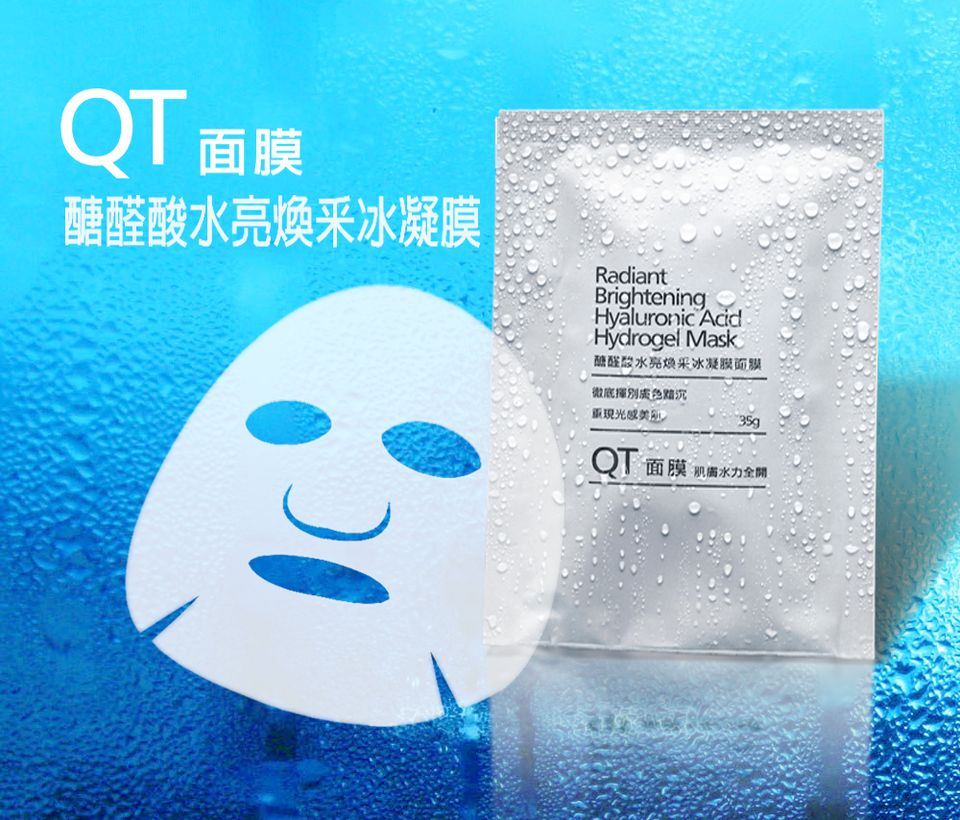 QT 面膜
醣醛酸水亮煥采冰凝膜
Radiant
Brightening
Hyaluronic Acid
Hydrogel Mask
醣醛酸水亮煥采冰凝膜面膜
徹底揮別膚色黯沉
重現光感美肌
35g
QT 面膜 肌膚水力全開